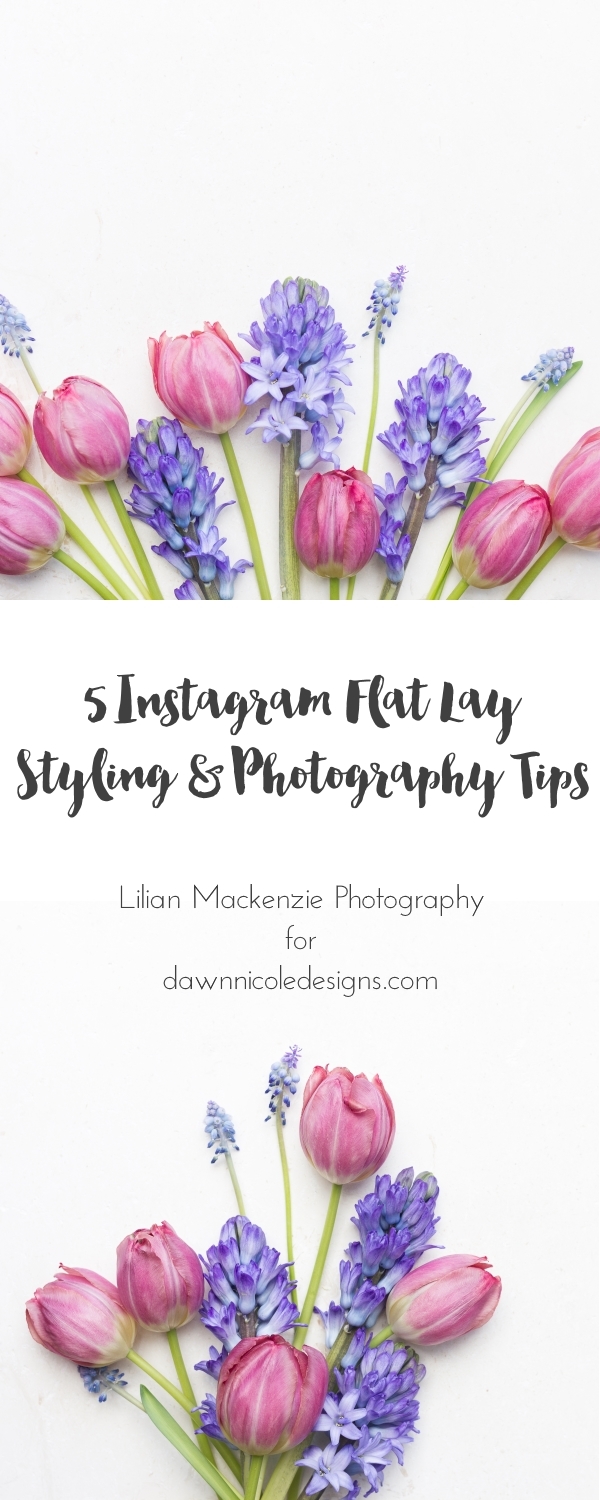 5 Instagram Flat Lay
Styling & Photography Tips
Lilian Mackenzie Photography
for
dawnnicoledesigns.com